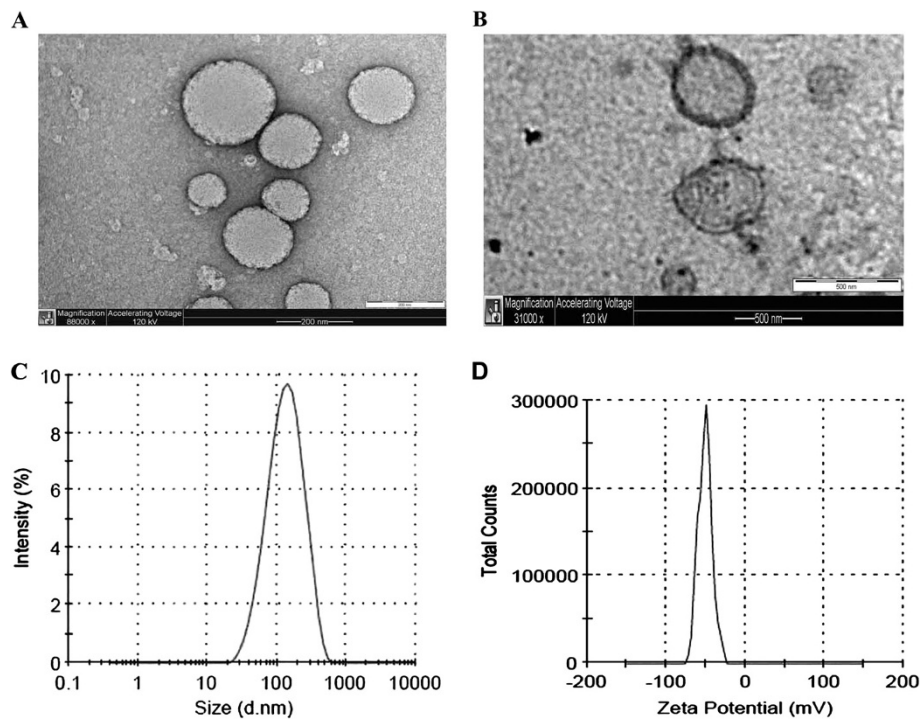 A
200 nm
Magnification Accelerating Voltage
88000 x 120 kV 200 nm
B
500 nm
Magnification Accelerating Voltage
31000 x 120 kV 500 nm
C
Intensity (%)
10
8
6
4
2
0
0.1 1 10 100 1000 10000
Size (d.nm)
D
Total Counts
300000
200000
100000
0
-200 -100 0 100 200
Zeta Potential (mV)